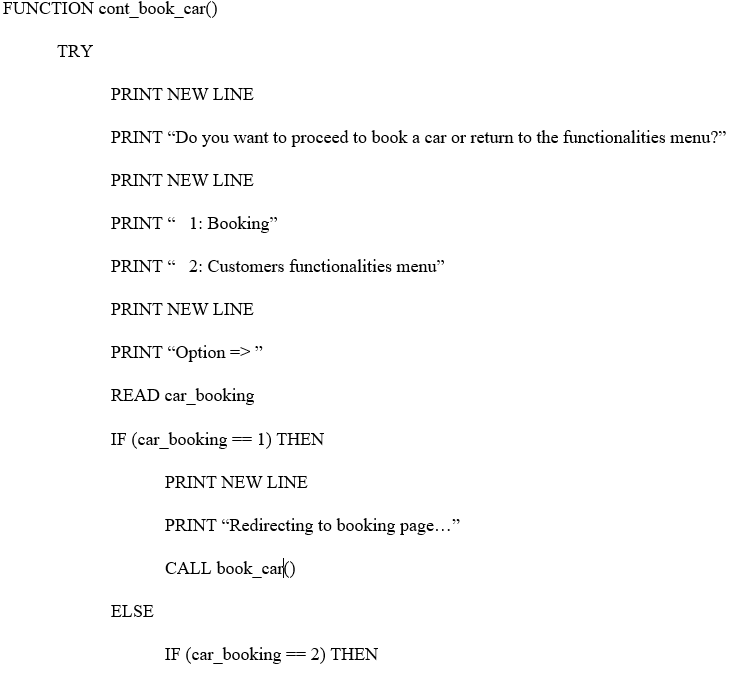 FUNCTION cont_book_car()
TRY
PRINT NEW LINE
PRINT “Do you want to proceed to book a car or return to the functionalities menu?”
PRINT NEW LINE
PRINT “   1: Booking”
PRINT “   2: Customers functionalities menu”
PRINT NEW LINE
PRINT “Option => ”
READ car_booking
IF (car_booking == 1) THEN
PRINT NEW LINE
PRINT “Redirecting to booking page…”
CALL book_car()
ELSE
IF (car_booking == 2) THEN